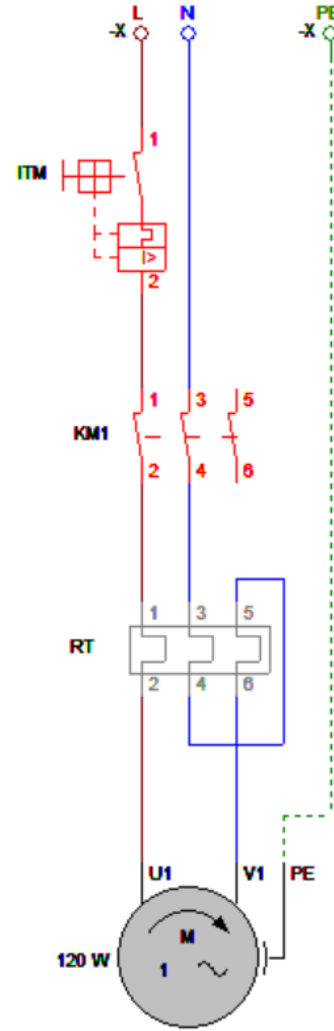 L N PE
-X -X
1
ITM
I>
2
1 3 5
KM1
2 4 6
1 3 5
RT
2 4 6
U1 V1 PE
M
120 W
1